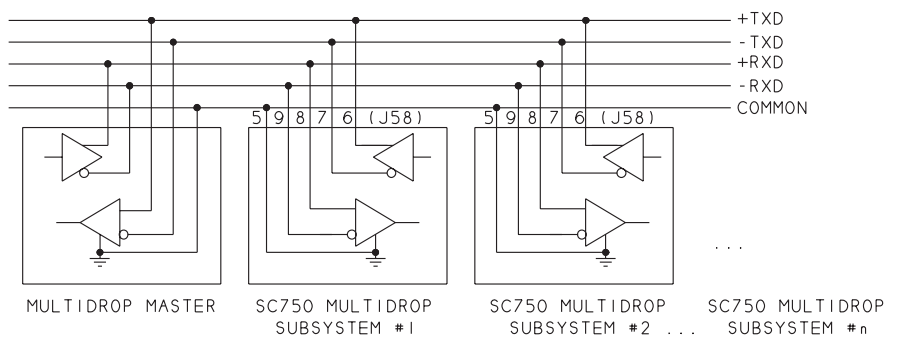 +TXD
-TXD
+RXD
-RXD
COMMON
5 9 8 7 6 (J58)
5 9 8 7 6 (J58)
...
MULTIDROP MASTER
SC750 MULTIDROP
SUBSYSTEM #1
SC750 MULTIDROP
SUBSYSTEM #2 ...
SC750 MULTIDROP
SUBSYSTEM #n